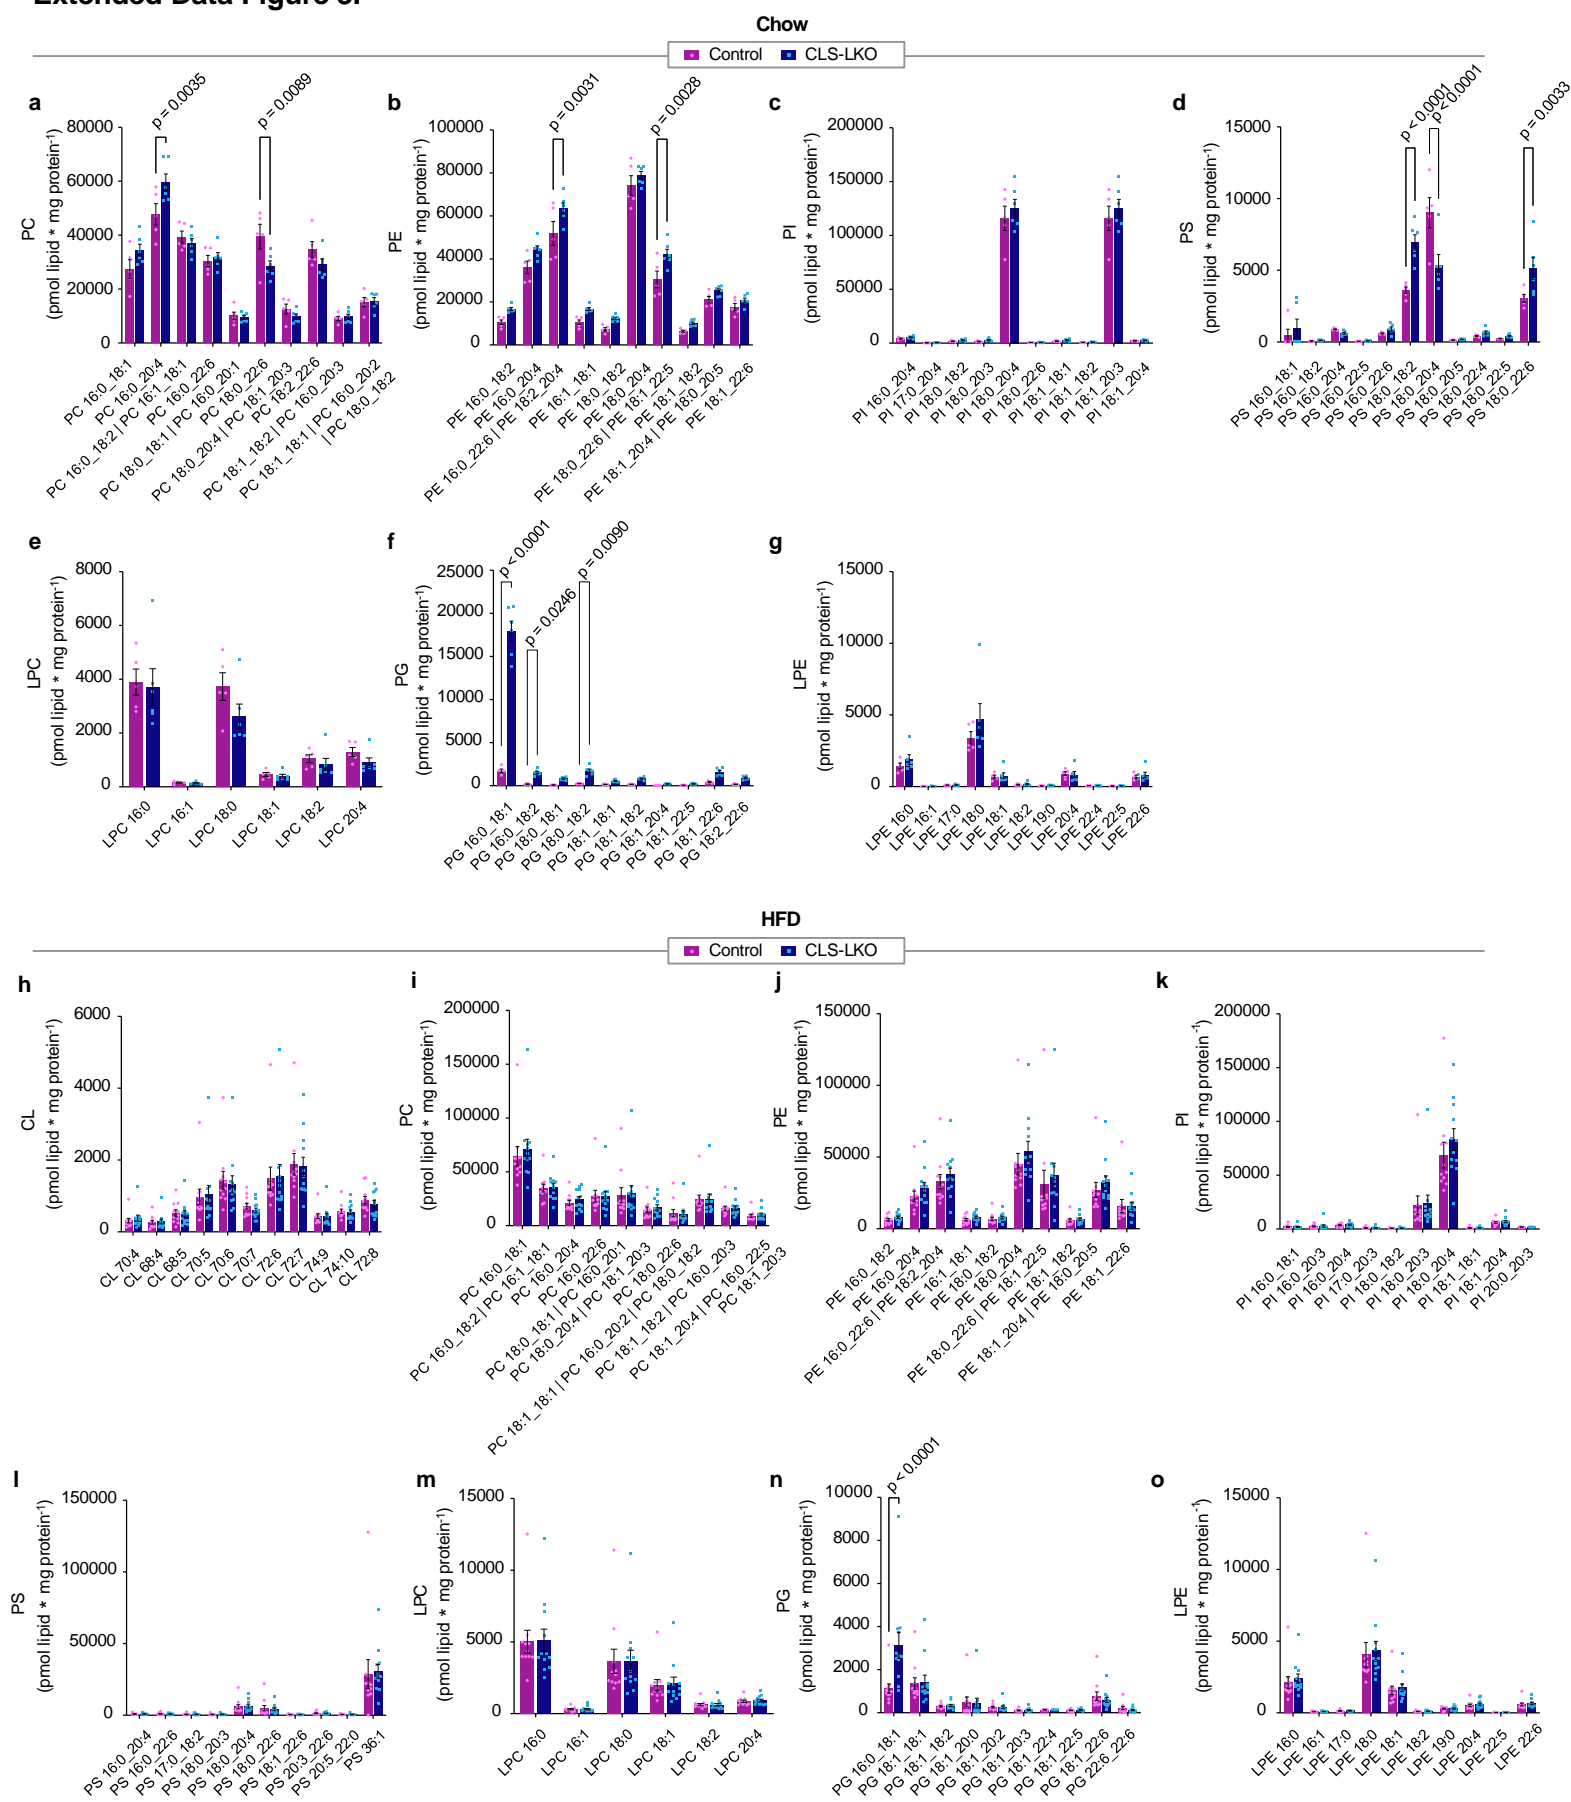 Extended Data Figure 3.
Chow
Control CLS-LKO
a
PC
(pmol lipid * mg protein-1)
80000
60000
40000
20000
0
p = 0.0035
p = 0.0089
PC 16:0_18:1
PC 16:0_20:4
PC 16:0_18:2 | PC 16:1_18:1
PC 16:0_22:6
PC 18:0_18:1 | PC 16:0_20:1
PC 18:0_22:6
PC 18:0_20:4 | PC 18:1_20:3
PC 18:2_22:6
PC 18:1_18:2 | PC 16:0_20:3
PC 18:1_18:1 | PC 16:0_20:2
| PC 18:0_18:2
b
PE
(pmol lipid * mg protein-1)
100000
80000
60000
40000
20000
0
p = 0.0031
p = 0.0028
PE 16:0_18:2
PE 16:0_20:4
PE 16:0_22:6 | PE 18:2_20:4
PE 16:1_18:1
PE 18:0_18:2
PE 18:0_20:4
PE 18:0_22:6 | PE 18:1_22:5
PE 18:1_18:2
PE 18:1_20:4 | PE 18:0_20:5
PE 18:1_22:6
c
PI
(pmol lipid * mg protein-1)
200000
150000
100000
50000
0
PI 16:0_20:4
PI 17:0_20:4
PI 18:0_18:2
PI 18:0_20:3
PI 18:0_20:4
PI 18:0_22:6
PI 18:1_18:1
PI 18:1_18:2
PI 18:1_20:3
PI 18:1_20:4
d
PS
(pmol lipid * mg protein-1)
15000
10000
5000
0
p < 0.0001
p < 0.0001
p = 0.0033
PS 16:0_18:1
PS 16:0_18:2
PS 16:0_20:4
PS 16:0_22:5
PS 16:0_22:6
PS 18:0_18:2
PS 18:0_20:4
PS 18:0_20:5
PS 18:0_22:4
PS 18:0_22:5
PS 18:0_22:6
e
LPC
(pmol lipid * mg protein-1)
8000
6000
4000
2000
0
LPC 16:0
LPC 16:1
LPC 18:0
LPC 18:1
LPC 18:2
LPC 20:4
f
PG
(pmol lipid * mg protein-1)
25000
20000
15000
10000
5000
0
p < 0.0001
p = 0.0246
p = 0.0090
PG 16:0_18:1
PG 16:0_18:2
PG 18:0_18:1
PG 18:0_18:2
PG 18:1_18:1
PG 18:1_18:2
PG 18:1_20:4
PG 18:1_22:5
PG 18:1_22:6
PG 18:2_22:6
g
LPE
(pmol lipid * mg protein-1)
15000
10000
5000
0
LPE 16:0
LPE 16:1
LPE 17:0
LPE 18:0
LPE 18:1
LPE 18:2
LPE 19:0
LPE 20:4
LPE 22:4
LPE 22:5
LPE 22:6
HFD
Control CLS-LKO
h
CL
(pmol lipid * mg protein-1)
6000
4000
2000
0
CL 70:4
CL 68:4
CL 68:5
CL 70:5
CL 70:6
CL 70:7
CL 72:6
CL 72:7
CL 74:9
CL 74:10
CL 72:8
i
PC
(pmol lipid * mg protein-1)
200000
150000
100000
50000
0
PC 16:0_18:1
PC 16:0_18:2 | PC 16:1_18:1
PC 16:0_20:4
PC 16:0_22:6
PC 18:0_18:1 | PC 16:0_20:1
PC 18:0_20:4 | PC 18:1_20:3
PC 18:0_22:6
PC 18:1_18:1 | PC 16:0_20:2 | PC 18:0_18:2
PC 18:1_18:2 | PC 16:0_20:3
PC 18:1_20:4 | PC 16:0_22:5
PC 18:1_20:3
j
PE
(pmol lipid * mg protein-1)
150000
100000
50000
0
PE 16:0_18:2
PE 16:0_20:4
PE 16:0_22:6 | PE 18:2_20:4
PE 16:1_18:1
PE 18:0_18:2
PE 18:0_20:4
PE 18:0_22:6 | PE 18:1_22:5
PE 18:1_18:2
PE 18:1_20:4 | PE 18:0_20:5
PE 18:1_22:6
k
PI
(pmol lipid * mg protein-1)
200000
150000
100000
50000
0
PI 16:0_18:1
PI 16:0_20:3
PI 16:0_20:4
PI 17:0_20:3
PI 18:0_18:2
PI 18:0_20:3
PI 18:0_20:4
PI 18:1_18:1
PI 18:1_20:4
PI 20:0_20:3
l
PS
(pmol lipid * mg protein-1)
150000
100000
50000
0
PS 16:0_20:4
PS 16:0_22:6
PS 17:0_18:2
PS 18:0_20:3
PS 18:0_20:4
PS 18:0_22:6
PS 18:1_22:6
PS 20:3_22:6
PS 20:5_22:0
PS 36:1
m
LPC
(pmol lipid * mg protein-1)
15000
10000
5000
0
LPC 16:0
LPC 16:1
LPC 18:0
LPC 18:1
LPC 18:2
LPC 20:4
n
PG
(pmol lipid * mg protein-1)
10000
8000
6000
4000
2000
0
p < 0.0001
PG 16:0_18:1
PG 18:1_18:1
PG 18:1_18:2
PG 18:1_20:0
PG 18:1_20:2
PG 18:1_20:3
PG 18:1_22:4
PG 18:1_22:5
PG 18:1_22:6
PG 22:6_22:6
o
LPE
(pmol lipid * mg protein-1)
15000
10000
5000
0
LPE 16:0
LPE 16:1
LPE 17:0
LPE 18:0
LPE 18:1
LPE 18:2
LPE 19:0
LPE 20:4
LPE 22:5
LPE 22:6